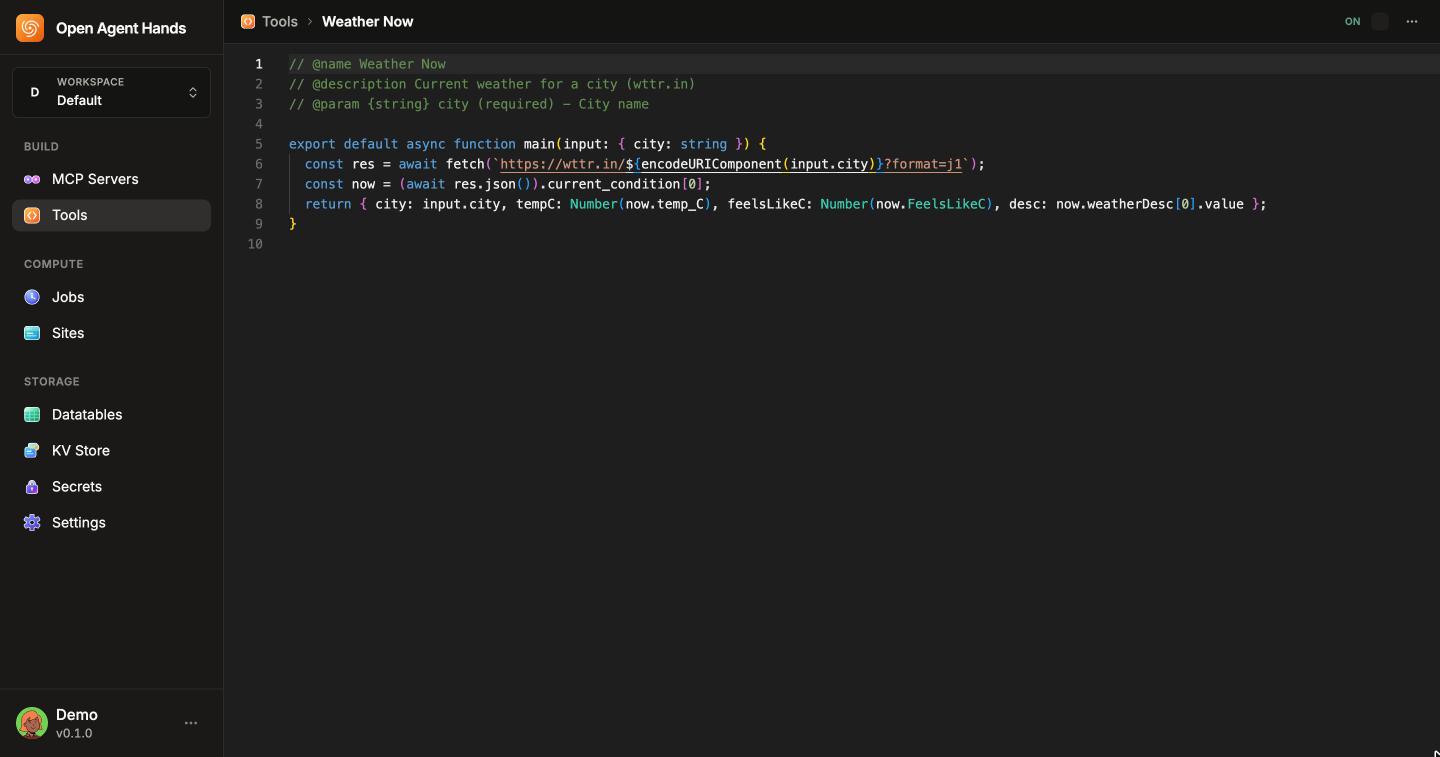 Open Agent Hands
D
WORKSPACE
Default
BUILD
MCP Servers
Tools
COMPUTE
Jobs
Sites
STORAGE
Datatables
KV Store
Secrets
Settings
Demo
v0.1.0
Tools › Weather Now
ON
1 // @name Weather Now
2 // @description Current weather for a city (wttr.in)
3 // @param {string} city (required) – City name
4
5 export default async function main(input: { city: string }) {
6   const res = await fetch(`https://wttr.in/${encodeURIComponent(input.city)}?format=j1`);
7   const now = (await res.json()).current_condition[0];
8   return { city: input.city, tempC: Number(now.temp_C), feelsLikeC: Number(now.FeelsLikeC), desc: now.weatherDesc[0].value };
9 }
10